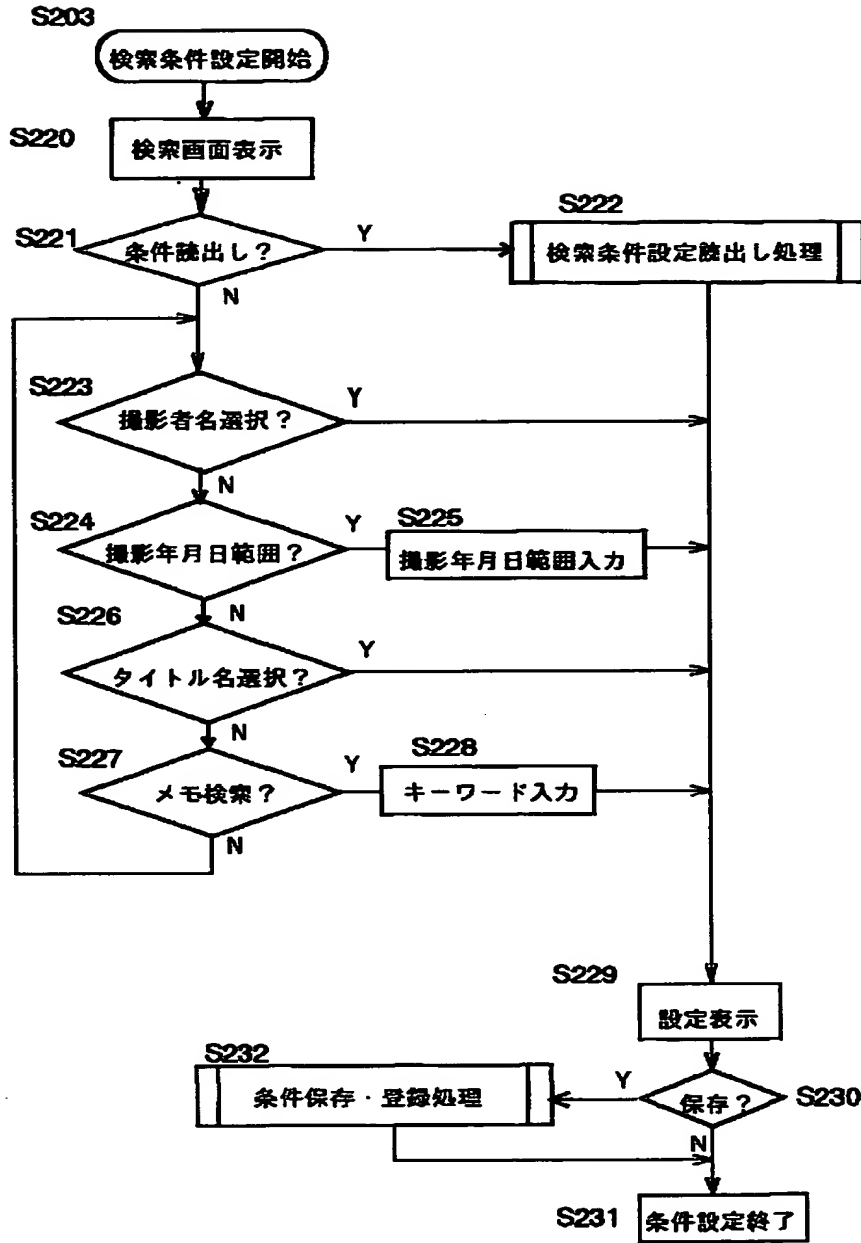 S203
検索条件設定開始
S220
検索画面表示
S221
条件読出し？
Y
N
S222
検索条件設定読出し処理
S223
撮影者名選択？
Y
N
S224
撮影年月日範囲？
Y
N
S225
撮影年月日範囲入力
S226
タイトル名選択？
Y
N
S227
メモ検索？
Y
N
S228
キーワード入力
S229
設定表示
S230
保存？
Y
N
S232
条件保存・登録処理
S231
条件設定終了